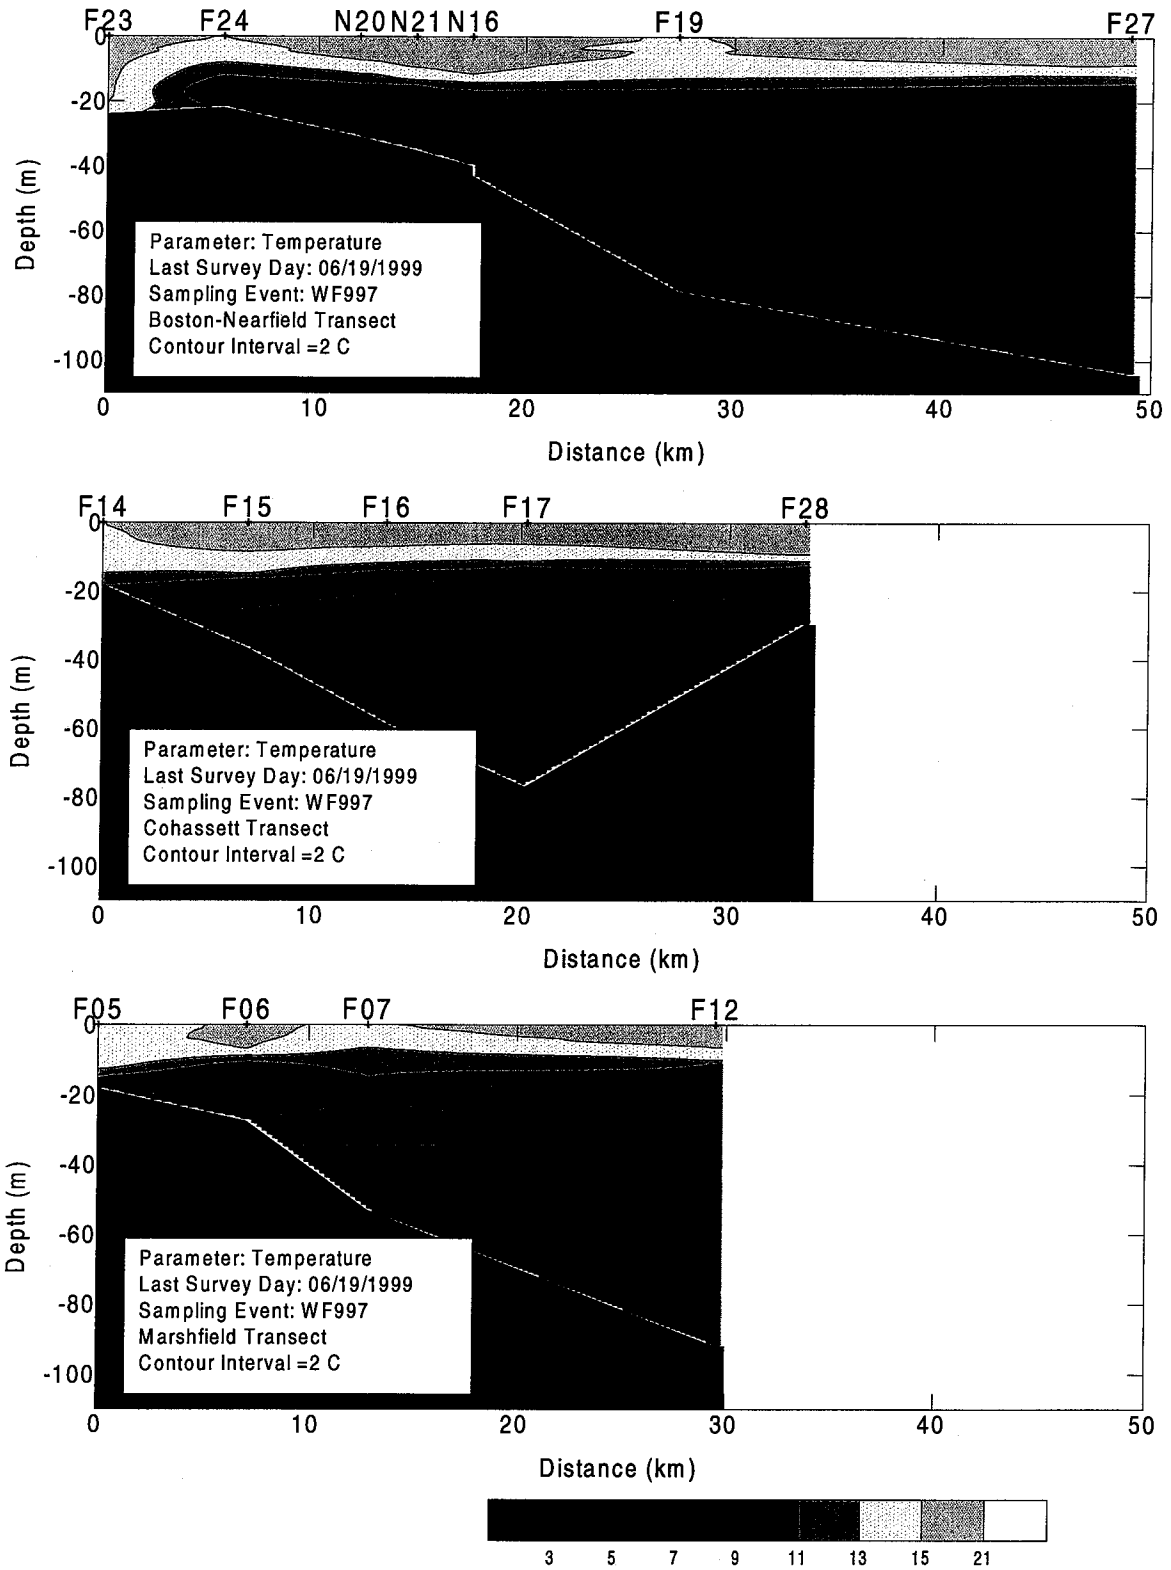 F23 F24 N20 N21 N16 F19 F27
0
-20
-40
-60
-80
-100
Depth (m)
Parameter: Temperature
Last Survey Day: 06/19/1999
Sampling Event: WF997
Boston-Nearfield Transect
Contour Interval =2 C
0 10 20 30 40 50
Distance (km)
F14 F15 F16 F17 F28
0
-20
-40
-60
-80
-100
Depth (m)
Parameter: Temperature
Last Survey Day: 06/19/1999
Sampling Event: WF997
Cohassett Transect
Contour Interval =2 C
0 10 20 30 40 50
Distance (km)
F05 F06 F07 F12
0
-20
-40
-60
-80
-100
Depth (m)
Parameter: Temperature
Last Survey Day: 06/19/1999
Sampling Event: WF997
Marshfield Transect
Contour Interval =2 C
0 10 20 30 40 50
Distance (km)
3 5 7 9 11 13 15 21